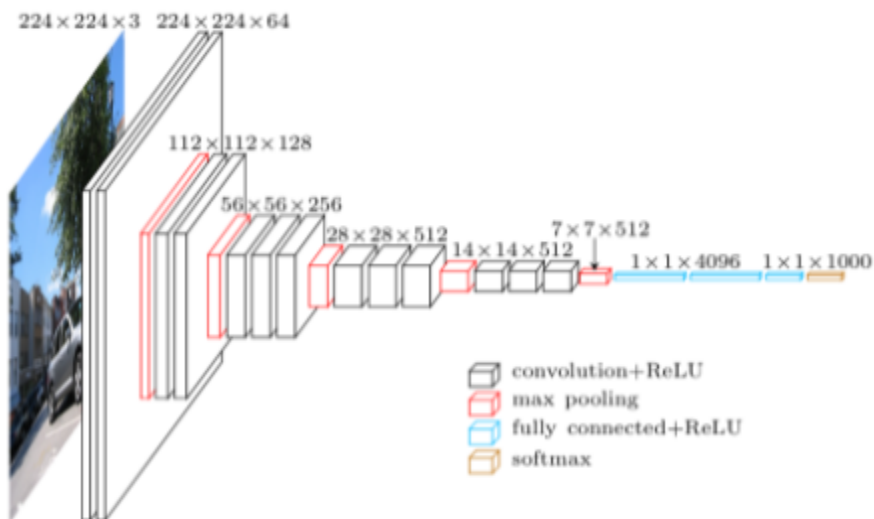 224×224×3
224×224×64
112×112×128
56×56×256
28×28×512
14×14×512
7×7×512
1×1×4096
1×1×1000
convolution+ReLU
max pooling
fully connected+ReLU
softmax